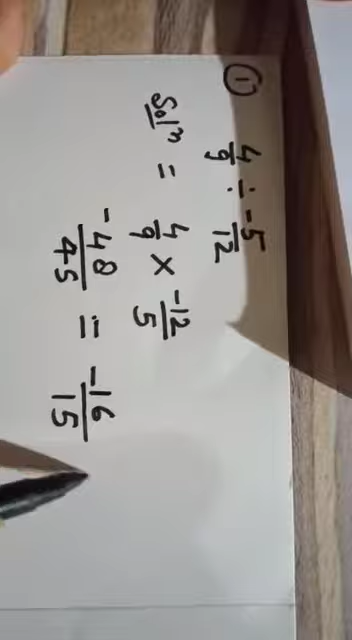 ① 4/9 ÷ -5/12
Solⁿ = 4/9 × -12/5
-48/45 = -16/15